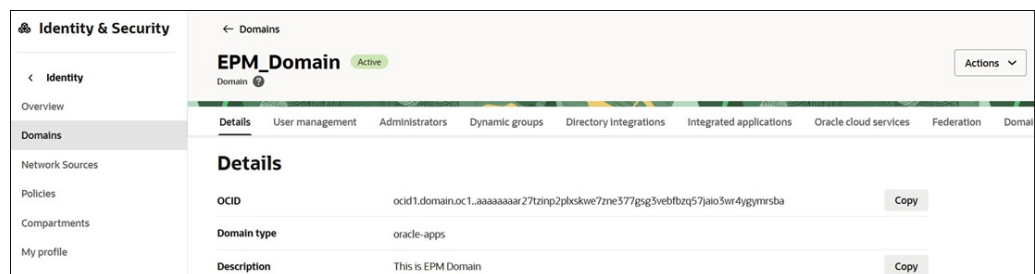 Identity & Security
← Domains
EPM_Domain Active
Domain
Actions
Identity
Overview
Domains
Network Sources
Policies
Compartments
My profile
Details User management Administrators Dynamic groups Directory integrations Integrated applications Oracle cloud services Federation Domai
Details
OCID ocid1.domain.oc1..aaaaaaaar27tzinp2plxskwe7zne377gsg3vebfbzq57jaio3wr4ygymrsba Copy
Domain type oracle-apps
Description This is EPM Domain Copy